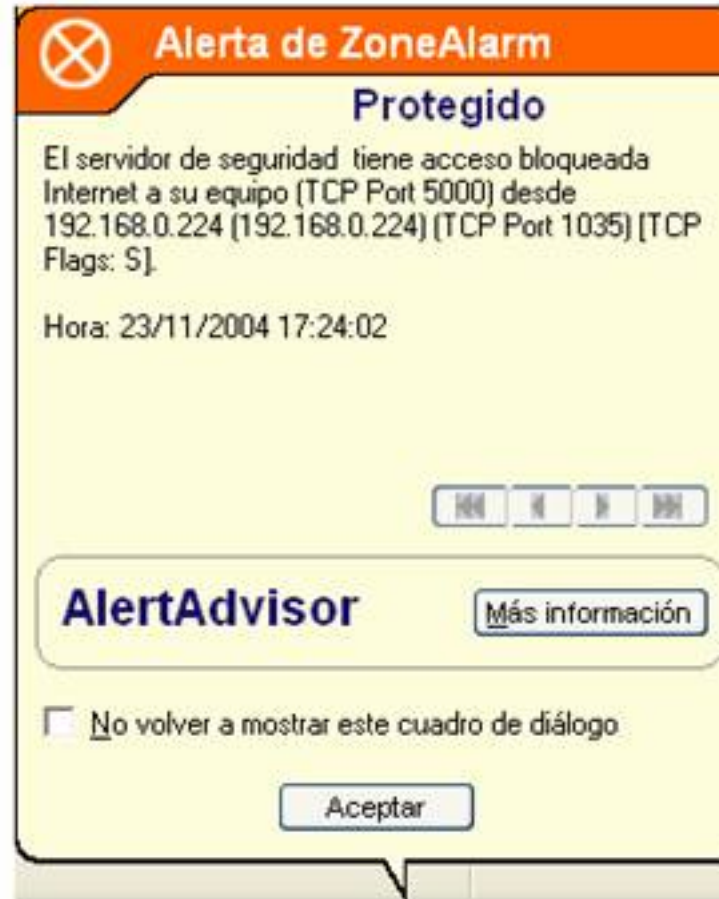 Alerta de ZoneAlarm
Protegido
El servidor de seguridad tiene acceso bloqueada
Internet a su equipo (TCP Port 5000) desde
192.168.0.224 (192.168.0.224) (TCP Port 1035) [TCP
Flags: S].
Hora: 23/11/2004 17:24:02
AlertAdvisor
Más información
No volver a mostrar este cuadro de diálogo
Aceptar